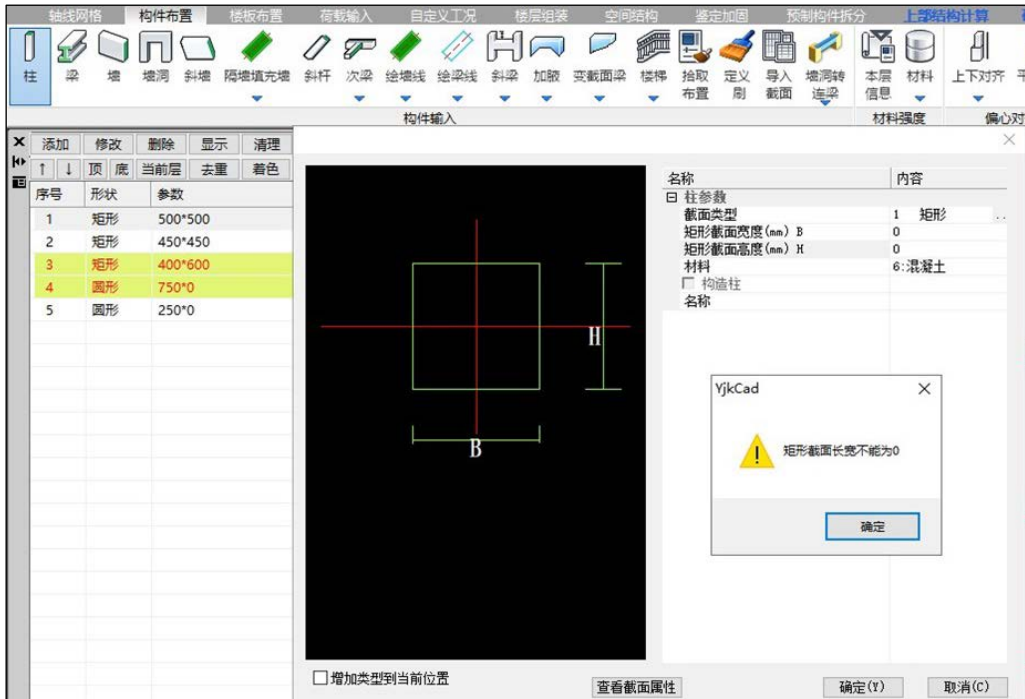 轴线网格 构件布置 楼板布置 荷载输入 自定义工况 楼层组装 空间结构 鉴定加固 预制构件拆分 上部结构计算
柱 梁 墙 墙洞 斜墙 隔墙填充墙 斜杆 次梁 绘墙线 绘梁线 斜梁 加腋 变截面梁 楼梯 拾取布置 定义刷 导入截面 墙洞转连梁 本层信息 材料 上下对齐
构件输入 材料强度 偏心对
添加 修改 删除 显示 清理
↑ ↓ 顶 底 当前层 去重 着色
序号 形状 参数
1 矩形 500*500
2 矩形 450*450
3 矩形 400*600
4 圆形 750*0
5 圆形 250*0
H
B
名称 内容
柱参数
截面类型 1 矩形 ..
矩形截面宽度(mm) B 0
矩形截面高度(mm) H 0
材料 6:混凝土
构造柱
名称
YjkCad
矩形截面长宽不能为0
确定
增加类型到当前位置
查看截面属性 确定(Y) 取消(C)